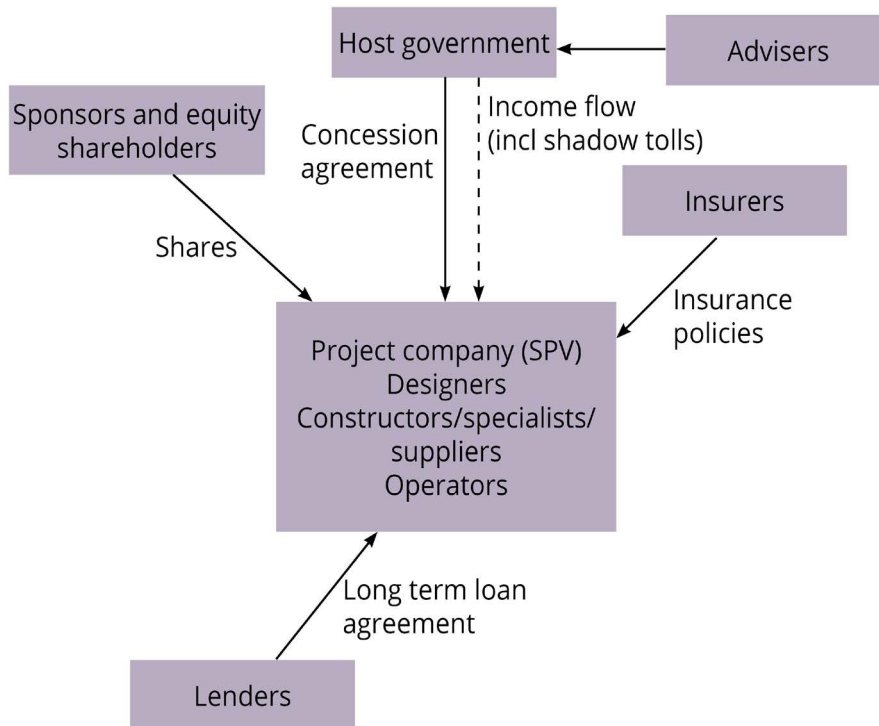 Host government
Advisers
Sponsors and equity
shareholders
Concession
agreement
Income flow
(incl shadow tolls)
Insurers
Shares
Insurance
policies
Project company (SPV)
Designers
Constructors/specialists/
suppliers
Operators
Long term loan
agreement
Lenders